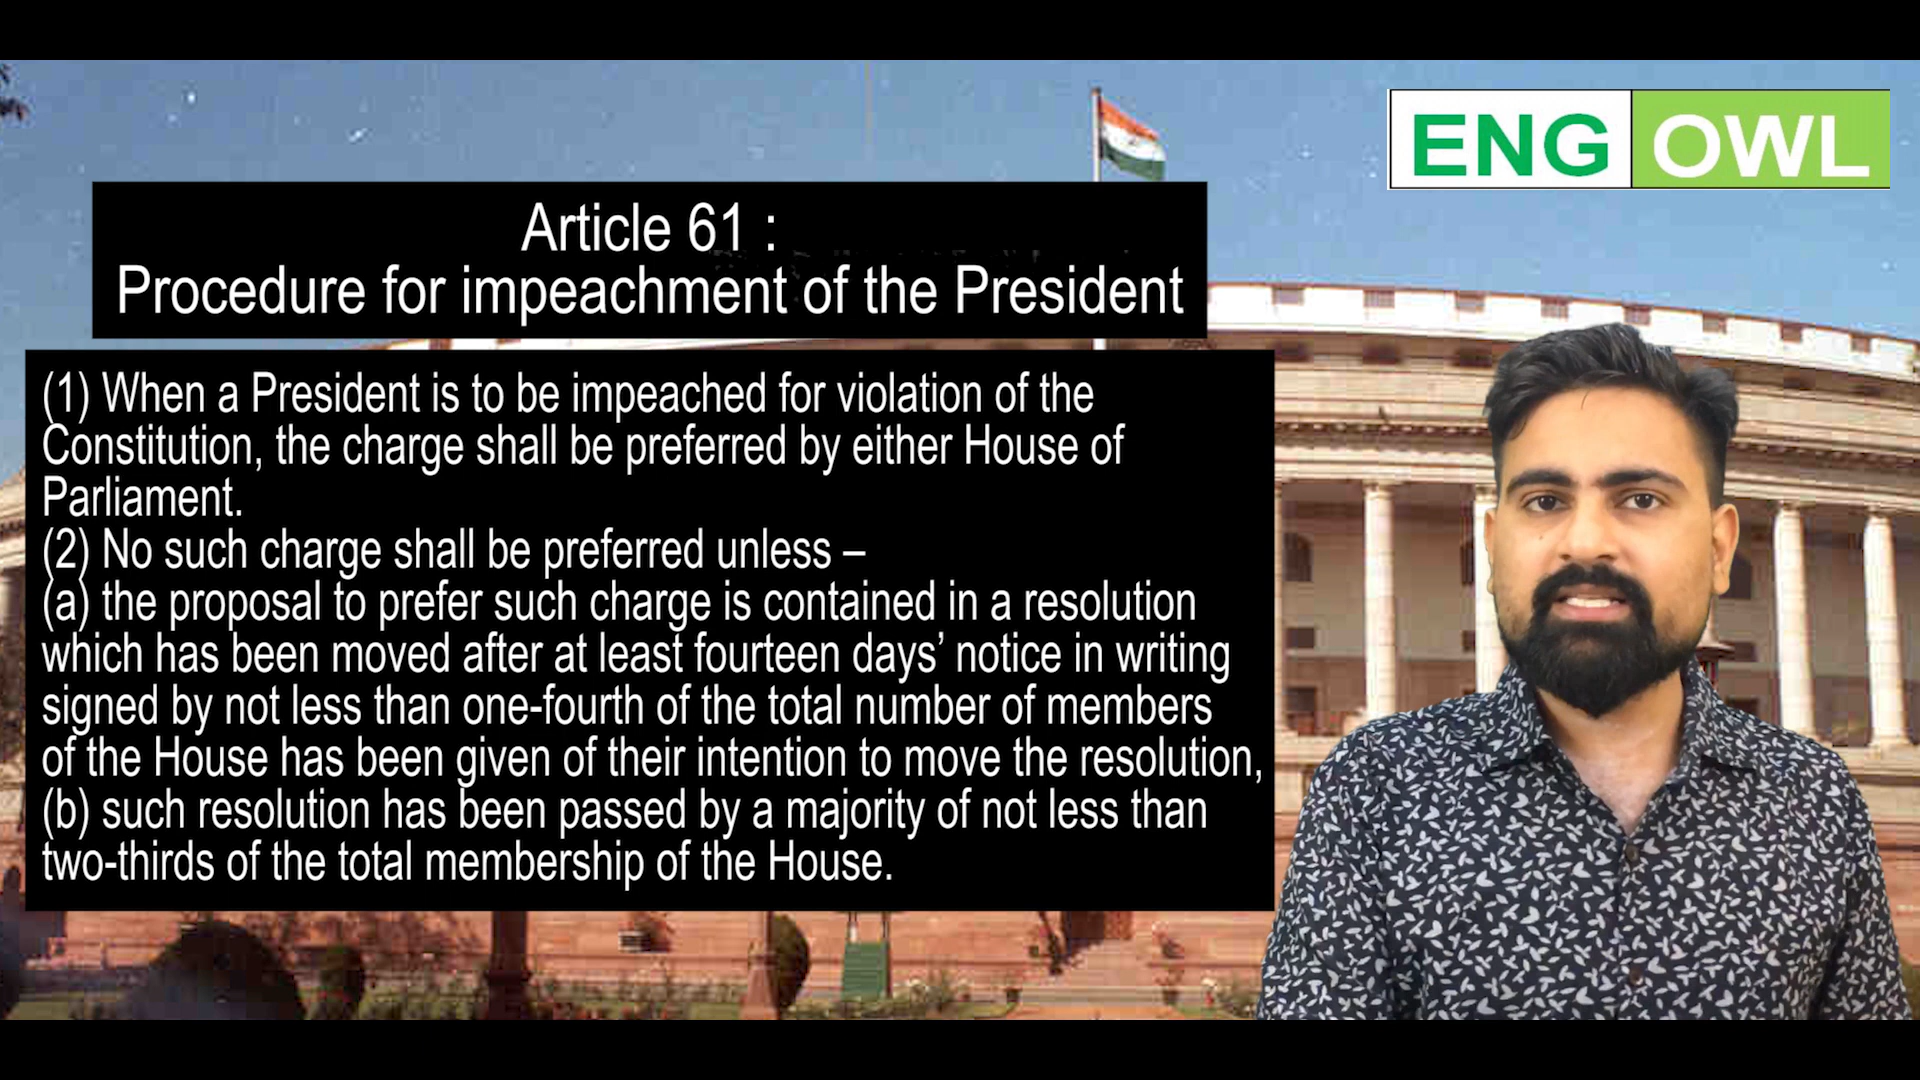 ENG OWL
Article 61 :
Procedure for impeachment of the President
(1) When a President is to be impeached for violation of the
Constitution, the charge shall be preferred by either House of
Parliament.
(2) No such charge shall be preferred unless –
(a) the proposal to prefer such charge is contained in a resolution
which has been moved after at least fourteen days’ notice in writing
signed by not less than one-fourth of the total number of members
of the House has been given of their intention to move the resolution,
(b) such resolution has been passed by a majority of not less than
two-thirds of the total membership of the House.